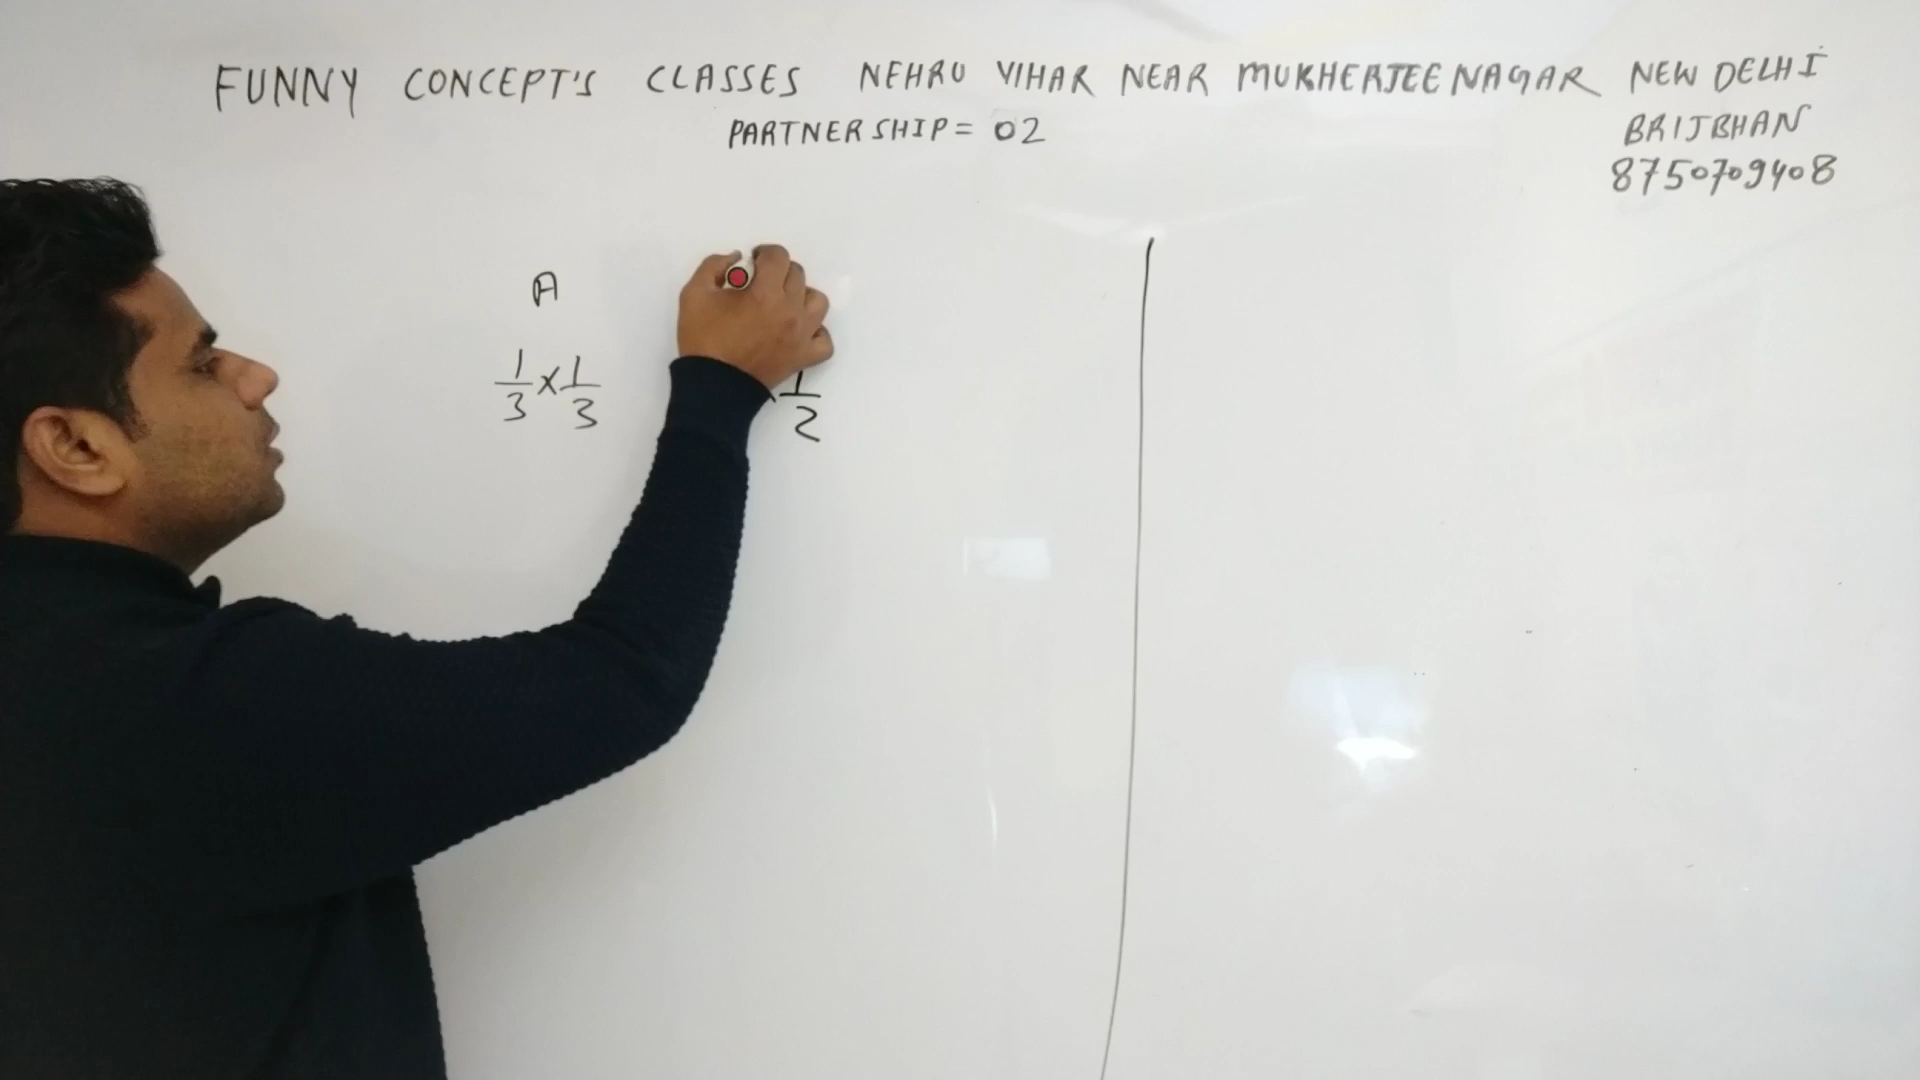 FUNNY CONCEPT'S CLASSES NEHRU VIHAR NEAR MUKHERJEE NAGAR NEW DELHI
PARTNERSHIP = 02
BRIJBHAN
8750709408
A
1/3 × 1/3
1/2